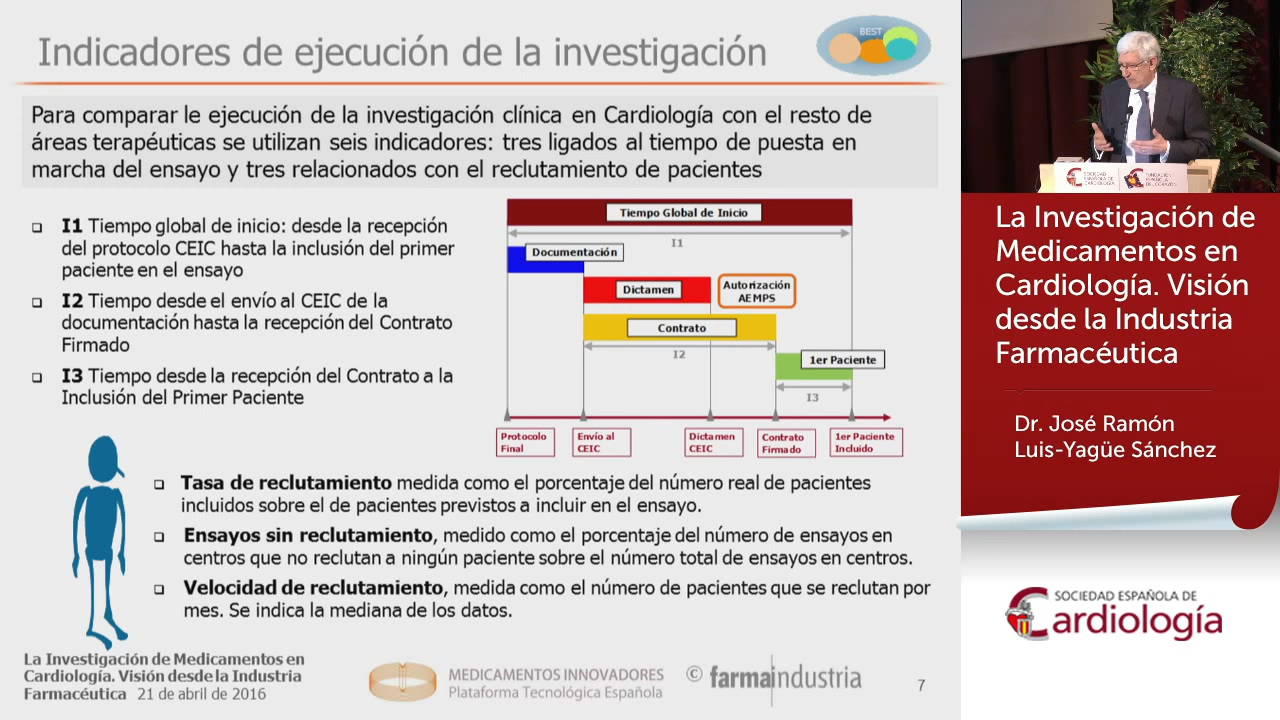 Indicadores de ejecución de la investigación
BEST
Para comparar le ejecución de la investigación clínica en Cardiología con el resto de
áreas terapéuticas se utilizan seis indicadores: tres ligados al tiempo de puesta en
marcha del ensayo y tres relacionados con el reclutamiento de pacientes
I1 Tiempo global de inicio: desde la recepción
del protocolo CEIC hasta la inclusión del primer
paciente en el ensayo
I2 Tiempo desde el envío al CEIC de la
documentación hasta la recepción del Contrato
Firmado
I3 Tiempo desde la recepción del Contrato a la
Inclusión del Primer Paciente
Tiempo Global de Inicio
I1
Documentación
Dictamen
Autorización
AEMPS
Contrato
I2
1er Paciente
I3
Protocolo
Final
Envío al
CEIC
Dictamen
CEIC
Contrato
Firmado
1er Paciente
Incluido
Tasa de reclutamiento medida como el porcentaje del número real de pacientes
incluidos sobre el de pacientes previstos a incluir en el ensayo.
Ensayos sin reclutamiento, medido como el porcentaje del número de ensayos en
centros que no reclutan a ningún paciente sobre el número total de ensayos en centros.
Velocidad de reclutamiento, medida como el número de pacientes que se reclutan por
mes. Se indica la mediana de los datos.
La Investigación de Medicamentos en
Cardiología. Visión desde la Industria
Farmacéutica 21 de abril de 2016
MEDICAMENTOS INNOVADORES
Plataforma Tecnológica Española
© farmaindustria
7
SOCIEDAD
ESPAÑOLA DE
CARDIOLOGÍA
FUNDACIÓN
ESPAÑOLA
DEL CORAZÓN
La Investigación de
Medicamentos en
Cardiología. Visión
desde la Industria
Farmacéutica
Dr. José Ramón
Luis-Yagüe Sánchez
SOCIEDAD ESPAÑOLA DE
Cardiología